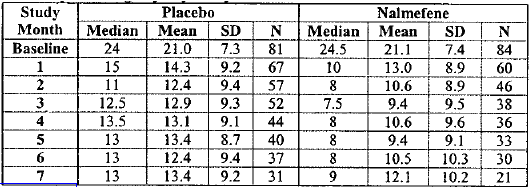 Study Month Placebo Nalmefene
Median Mean SD N Median Mean SD N
Baseline 24 21.0 7.3 81 24.5 21.1 7.4 84
1 15 14.3 9.2 67 10 13.0 8.9 60
2 11 12.4 9.4 57 8 10.6 8.9 46
3 12.5 12.9 9.3 52 7.5 9.4 9.5 38
4 13.5 13.1 9.1 44 8 10.6 9.6 36
5 13 13.4 8.7 40 8 9.4 9.1 33
6 13 12.4 9.4 37 8 10.5 10.3 30
7 13 13.4 9.2 31 9 12.1 10.2 21